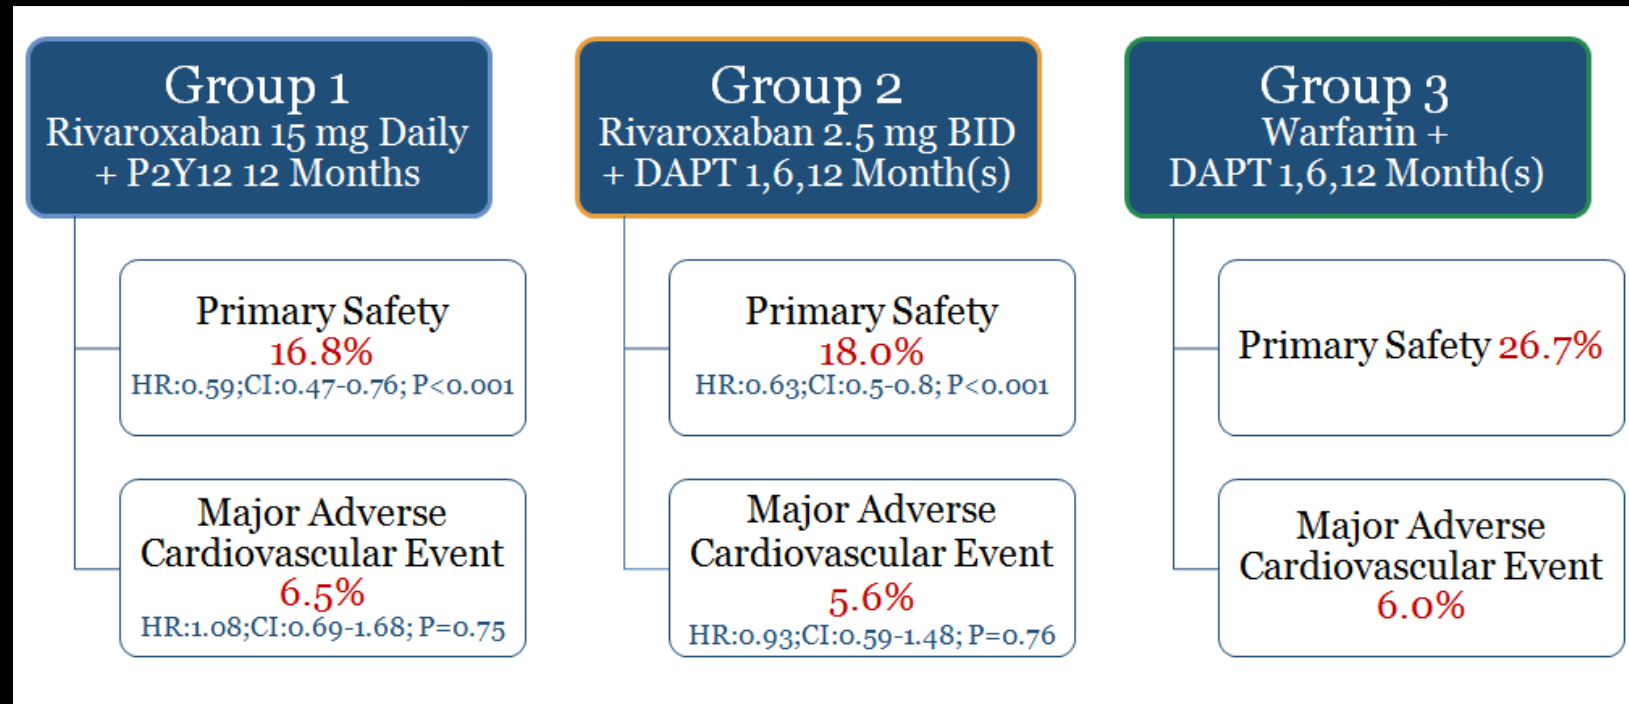 Group 1
Rivaroxaban 15 mg Daily
+ P2Y12 12 Months
Primary Safety
16.8%
HR:0.59;CI:0.47-0.76; P<0.001
Major Adverse
Cardiovascular Event
6.5%
HR:1.08;CI:0.69-1.68; P=0.75
Group 2
Rivaroxaban 2.5 mg BID
+ DAPT 1,6,12 Month(s)
Primary Safety
18.0%
HR:0.63;CI:0.5-0.8; P<0.001
Major Adverse
Cardiovascular Event
5.6%
HR:0.93;CI:0.59-1.48; P=0.76
Group 3
Warfarin +
DAPT 1,6,12 Month(s)
Primary Safety 26.7%
Major Adverse
Cardiovascular Event
6.0%